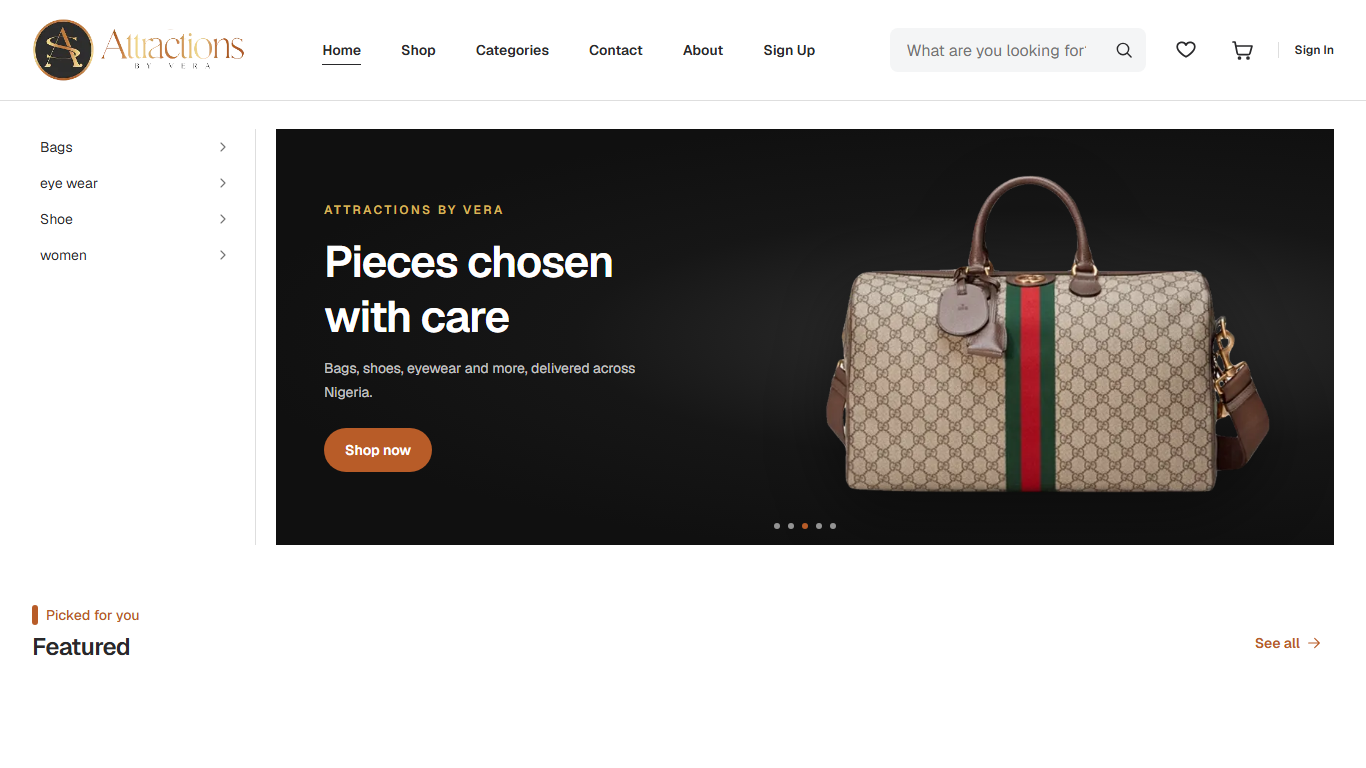 Attractions
BY VERA
Home
Shop
Categories
Contact
About
Sign Up
What are you looking for
Sign In
Bags
eye wear
Shoe
women
ATTRACTIONS BY VERA
Pieces chosen
with care
Bags, shoes, eyewear and more, delivered across
Nigeria.
Shop now
Picked for you
Featured
See all